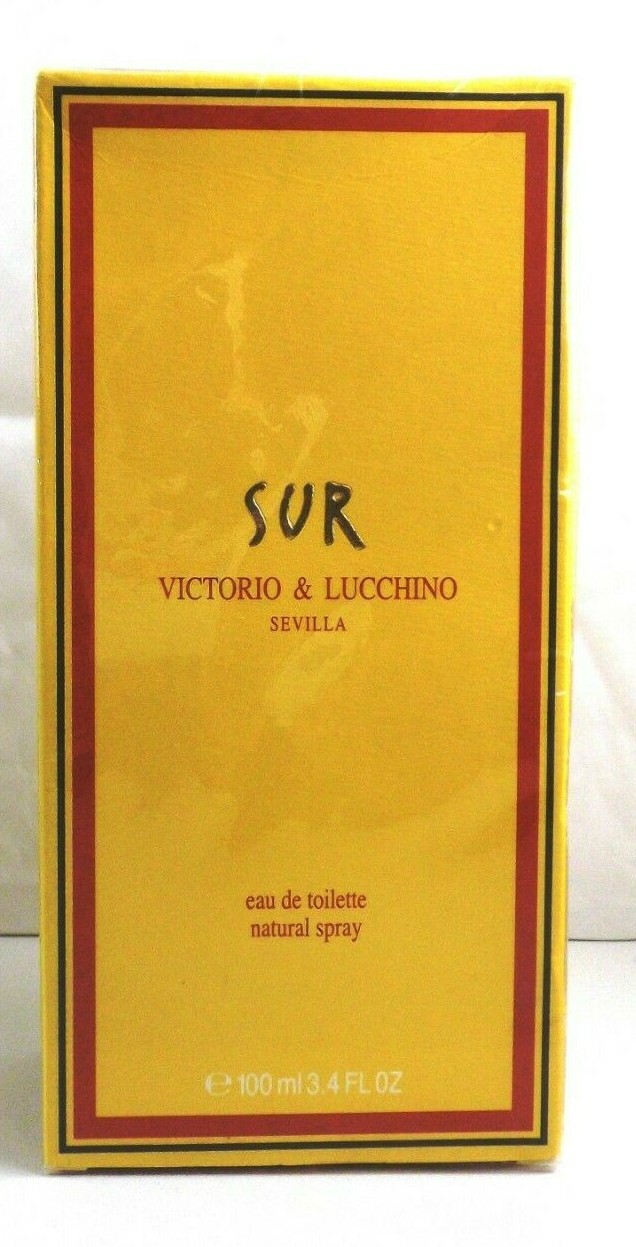 SUR
VICTORIO & LUCCHINO
SEVILLA
eau de toilette
natural spray
℮ 100 ml 3.4 FL OZ